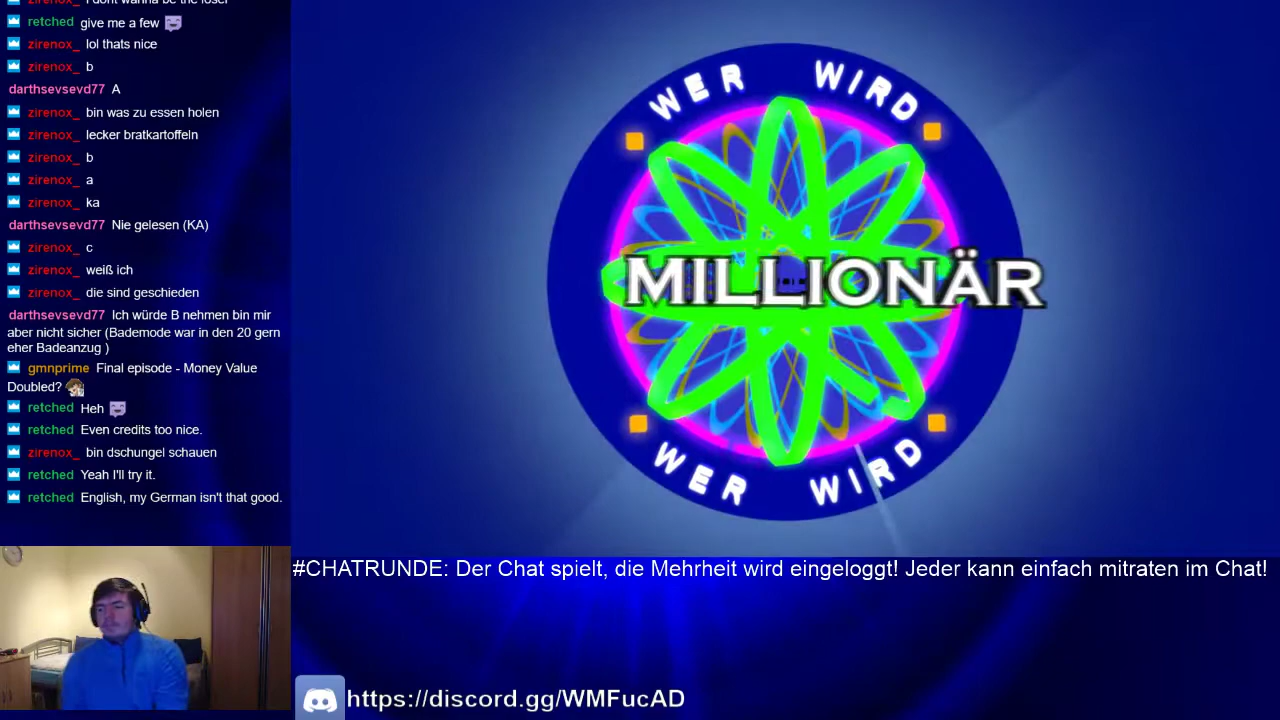 I dont wanna be the loser
retched give me a few
zirenox_ lol thats nice
zirenox_ b
darthsevsevd77 A
zirenox_ bin was zu essen holen
zirenox_ lecker bratkartoffeln
zirenox_ b
zirenox_ a
zirenox_ ka
darthsevsevd77 Nie gelesen (KA)
zirenox_ c
zirenox_ weiß ich
zirenox_ die sind geschieden
darthsevsevd77 Ich würde B nehmen bin mir
aber nicht sicher (Bademode war in den 20 gern
eher Badeanzug )
gmnprime Final episode - Money Value
Doubled?
retched Heh
retched Even credits too nice.
zirenox_ bin dschungel schauen
retched Yeah I'll try it.
retched English, my German isn't that good.
WER WIRD
MILLIONÄR
WER WIRD
#CHATRUNDE: Der Chat spielt, die Mehrheit wird eingeloggt! Jeder kann einfach mitraten im Chat!
https://discord.gg/WMFucAD